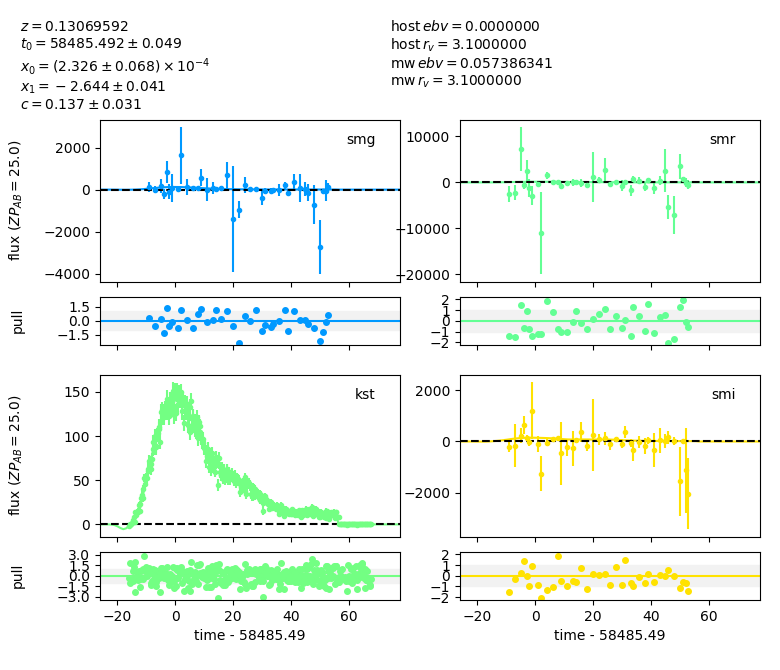 z = 0.13069592
t₀ = 58485.492 ± 0.049
x₀ = (2.326 ± 0.068) × 10⁻⁴
x₁ = −2.644 ± 0.041
c = 0.137 ± 0.031
host ebv = 0.0000000
host r_v = 3.1000000
mw ebv = 0.057386341
mw r_v = 3.1000000
flux (ZP_AB = 25.0)
2000
0
−2000
−4000
smg
10000
0
−10000
−20000
smr
pull
1.5
0.0
−1.5
2
1
0
−1
−2
flux (ZP_AB = 25.0)
150
100
50
0
kst
2000
0
−2000
smi
pull
3.0
1.5
0.0
−1.5
−3.0
2
1
0
−1
−2
−20 0 20 40 60
−20 0 20 40 60
time - 58485.49
time - 58485.49